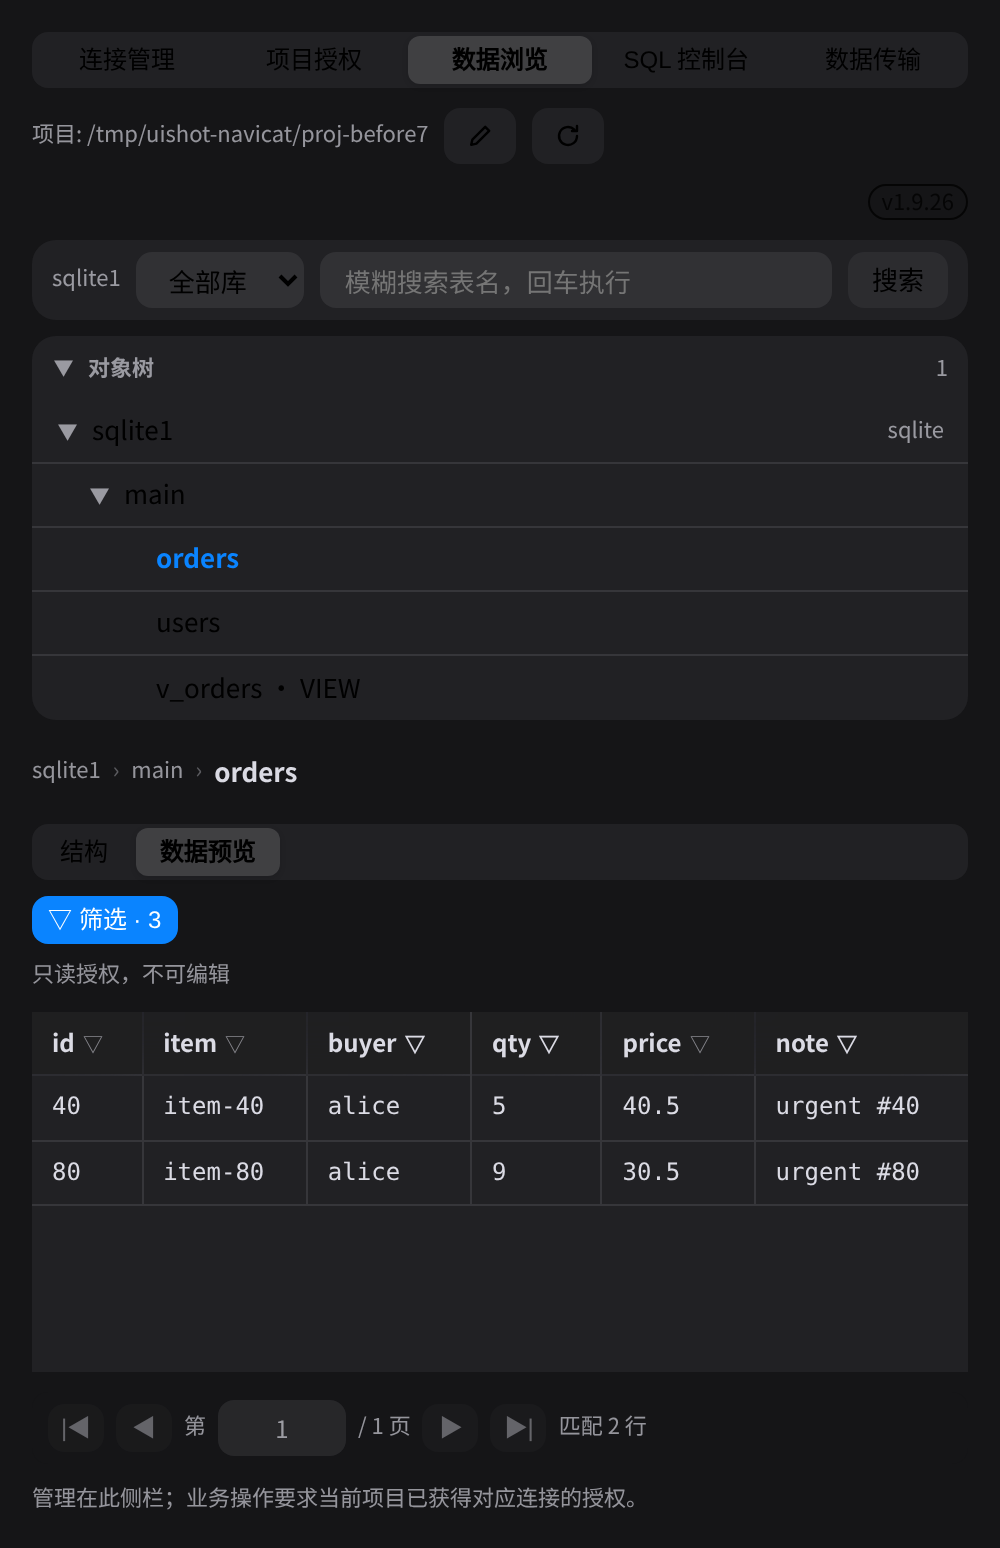 连接管理 项目授权 数据浏览 SQL 控制台 数据传输
项目: /tmp/uishot-navicat/proj-before7
v1.9.26
sqlite1 全部库 模糊搜索表名，回车执行 搜索
▼ 对象树 1
▼ sqlite1 sqlite
▼ main
orders
users
v_orders · VIEW
sqlite1 › main › orders
结构 数据预览
▽ 筛选 · 3
只读授权，不可编辑
id ▽ item ▽ buyer ▽ qty ▽ price ▽ note ▽
40 item-40 alice 5 40.5 urgent #40
80 item-80 alice 9 30.5 urgent #80
|◀ ◀ 第 1 / 1 页 ▶ ▶| 匹配 2 行
管理在此侧栏；业务操作要求当前项目已获得对应连接的授权。